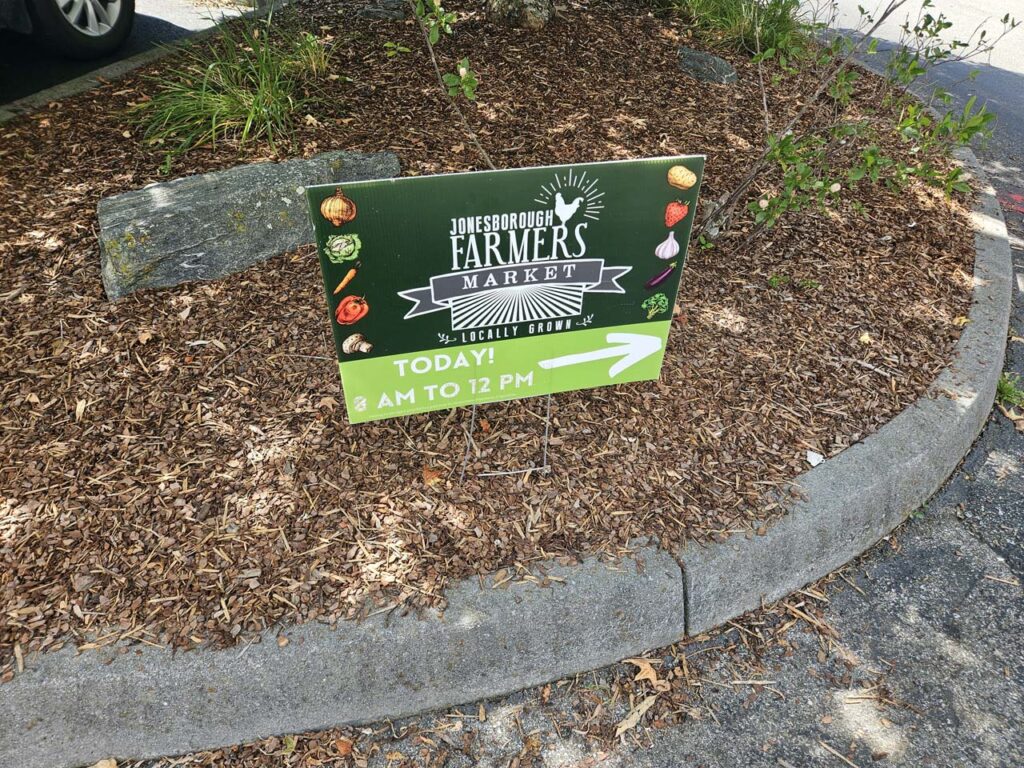 JONESBOROUGH
FARMERS
MARKET
LOCALLY GROWN
TODAY!
8 AM TO 12 PM